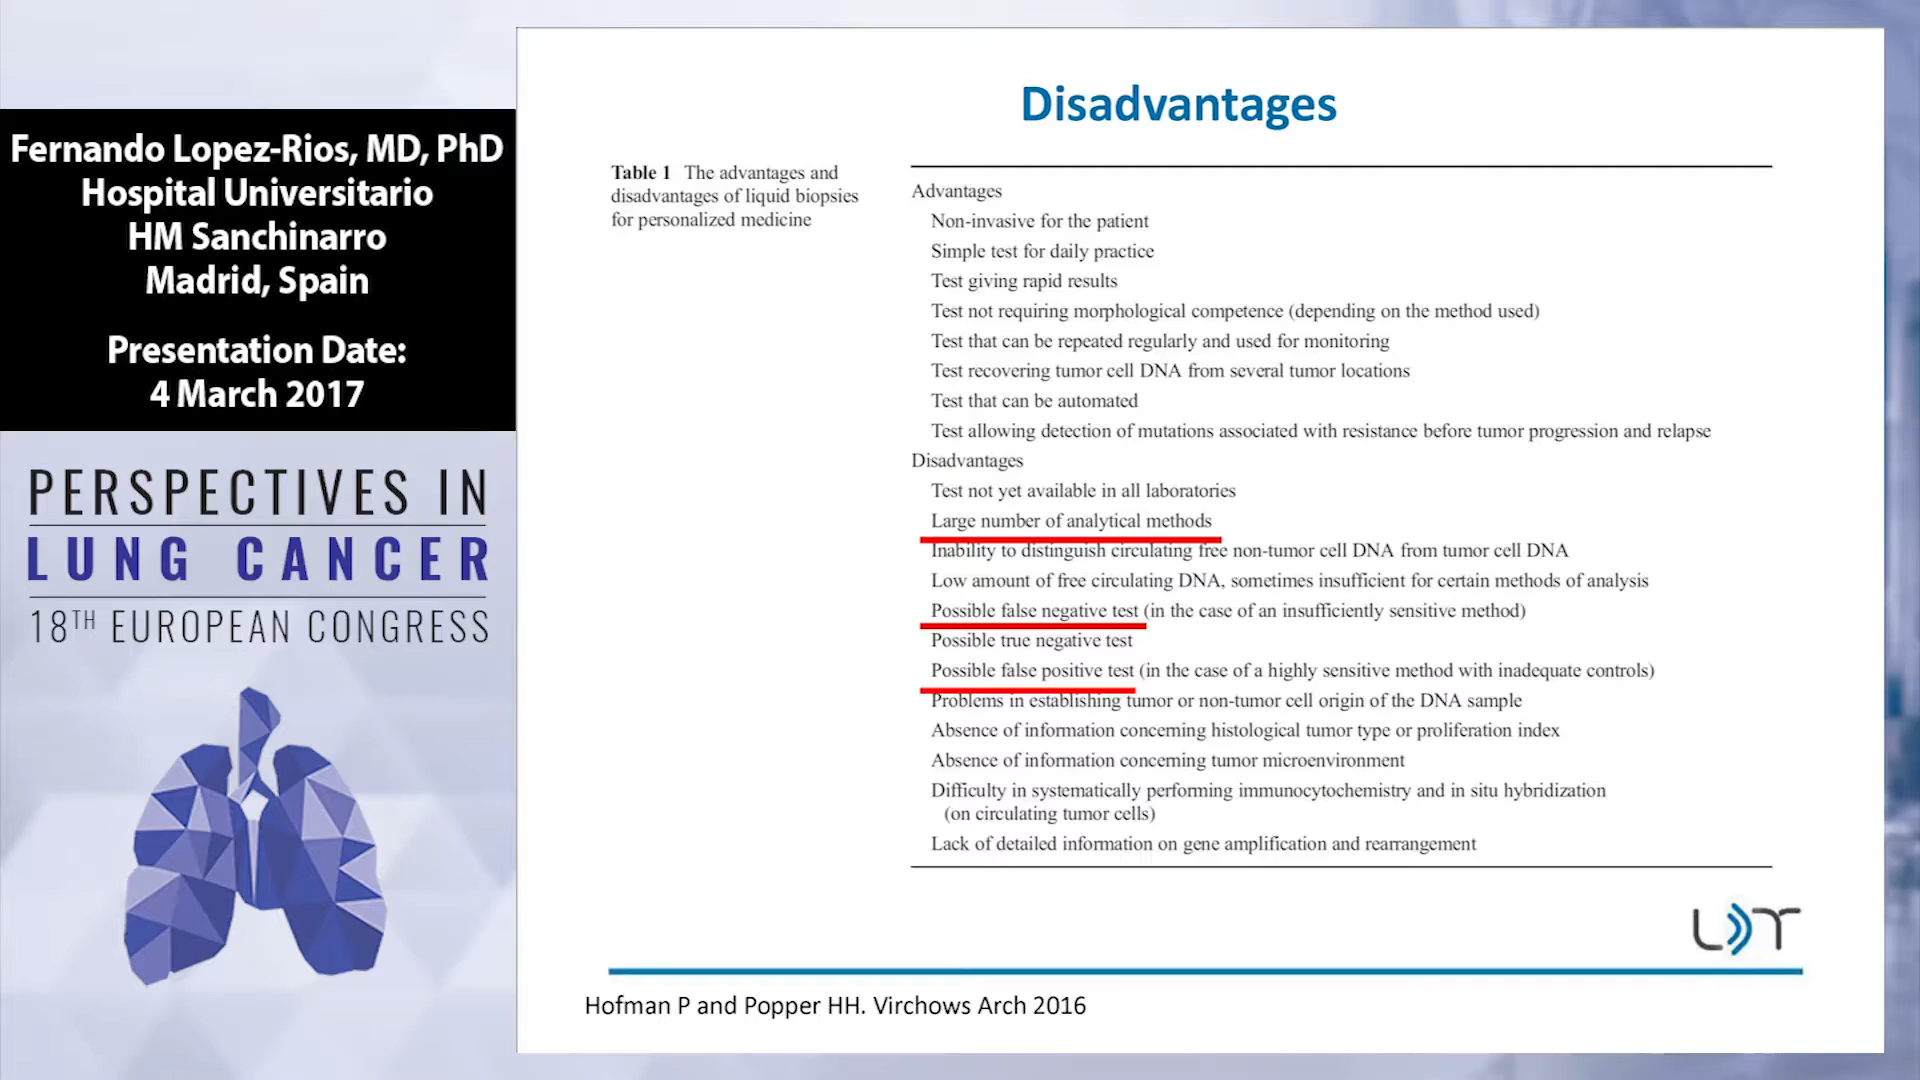 Fernando Lopez-Rios, MD, PhD
Hospital Universitario
HM Sanchinarro
Madrid, Spain
Presentation Date:
4 March 2017
PERSPECTIVES IN
LUNG CANCER
18TH EUROPEAN CONGRESS
Disadvantages
Table 1 The advantages and
disadvantages of liquid biopsies
for personalized medicine
Advantages
Non-invasive for the patient
Simple test for daily practice
Test giving rapid results
Test not requiring morphological competence (depending on the method used)
Test that can be repeated regularly and used for monitoring
Test recovering tumor cell DNA from several tumor locations
Test that can be automated
Test allowing detection of mutations associated with resistance before tumor progression and relapse
Disadvantages
Test not yet available in all laboratories
Large number of analytical methods
Inability to distinguish circulating free non-tumor cell DNA from tumor cell DNA
Low amount of free circulating DNA, sometimes insufficient for certain methods of analysis
Possible false negative test (in the case of an insufficiently sensitive method)
Possible true negative test
Possible false positive test (in the case of a highly sensitive method with inadequate controls)
Problems in establishing tumor or non-tumor cell origin of the DNA sample
Absence of information concerning histological tumor type or proliferation index
Absence of information concerning tumor microenvironment
Difficulty in systematically performing immunocytochemistry and in situ hybridization
(on circulating tumor cells)
Lack of detailed information on gene amplification and rearrangement
Hofman P and Popper HH. Virchows Arch 2016